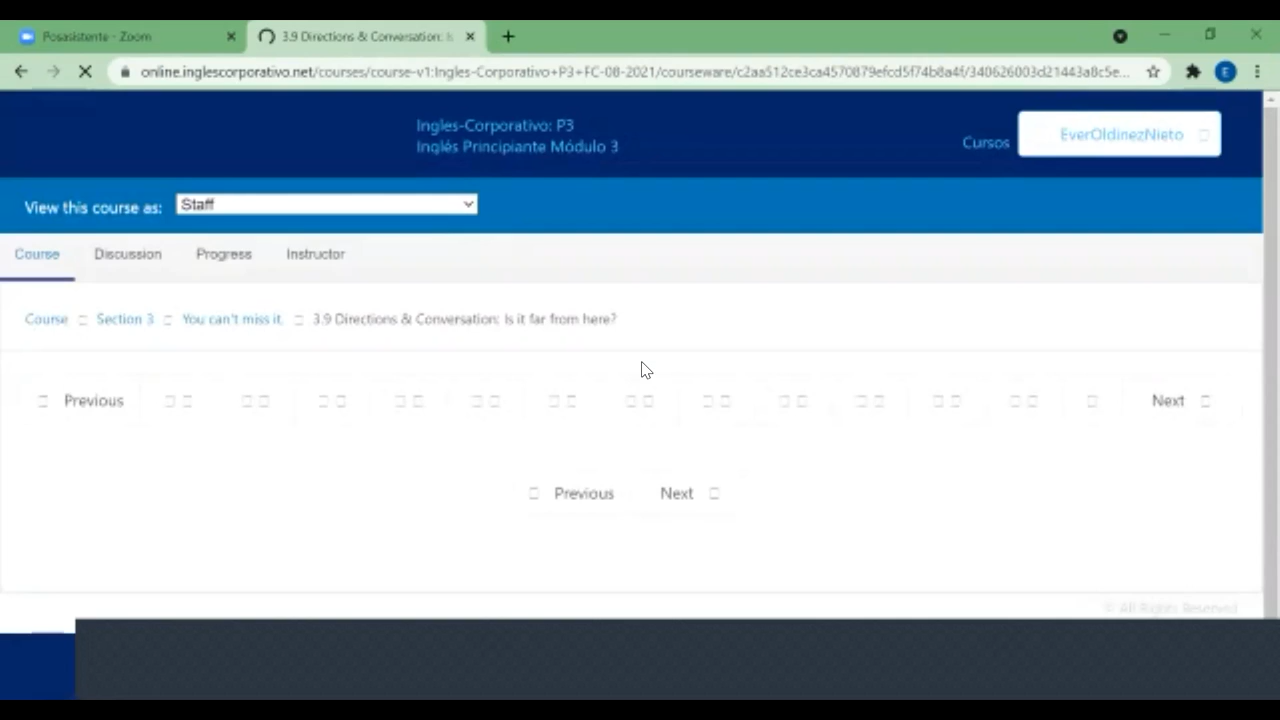 Posasistente - Zoom
3.9 Directions & Conversation: Is
online.inglescorporativo.net/courses/course-v1:Ingles-Corporativo+P3+FC-08-2021/courseware/c2aa512ce3ca4570879efcd5f74b8a4f/340626003d21443a8c5e...
E
Ingles-Corporativo: P3
Inglés Principiante Módulo 3
Cursos
EverOldinezNieto
View this course as:
Staff
Course Discussion Progress Instructor
Course Section 3 You can't miss it. 3.9 Directions & Conversation: Is it far from here?
Previous Next
Previous Next
© All Rights Reserved